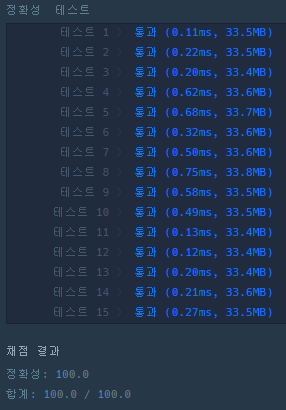 정확성 테스트
테스트 1 〉 통과 (0.11ms, 33.5MB)
테스트 2 〉 통과 (0.22ms, 33.5MB)
테스트 3 〉 통과 (0.20ms, 33.4MB)
테스트 4 〉 통과 (0.62ms, 33.6MB)
테스트 5 〉 통과 (0.68ms, 33.7MB)
테스트 6 〉 통과 (0.32ms, 33.6MB)
테스트 7 〉 통과 (0.50ms, 33.6MB)
테스트 8 〉 통과 (0.75ms, 33.8MB)
테스트 9 〉 통과 (0.58ms, 33.5MB)
테스트 10 〉 통과 (0.49ms, 33.5MB)
테스트 11 〉 통과 (0.13ms, 33.4MB)
테스트 12 〉 통과 (0.12ms, 33.4MB)
테스트 13 〉 통과 (0.20ms, 33.4MB)
테스트 14 〉 통과 (0.21ms, 33.6MB)
테스트 15 〉 통과 (0.27ms, 33.5MB)
채점 결과
정확성: 100.0
합계: 100.0 / 100.0